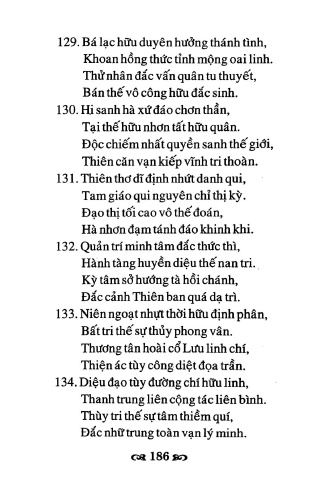 129. Bá lạc hữu duyên hưởng thánh tình,
Khoan hồng thức tỉnh mộng oai linh.
Thử nhân đắc vấn quân tu thuyết,
Bán thế vô công hữu đắc sinh.
130. Hi sanh hà xứ đáo chơn thần,
Tại thế hữu nhơn tất hữu quân.
Độc chiếm nhất quyền sanh thế giới,
Thiên căn vạn kiếp vĩnh tri thoàn.
131. Thiên thơ dĩ định nhứt danh qui,
Tam giáo qui nguyên chỉ thị kỳ.
Đạo thị tối cao vô thế đoán,
Hà nhơn đạm tánh đáo khinh khi.
132. Quản trí minh tâm đắc thức thì,
Hành tàng huyền diệu thế nan tri.
Kỳ tâm sở hướng tà hồi chánh,
Đắc cảnh Thiên ban quá dạ trì.
133. Niên ngoạt nhựt thời hữu định phân,
Bất tri thế sự thủy phong vân.
Thương tân hoài cổ Lưu linh chí,
Thiện ác tùy công diệt đọa trần.
134. Diệu đạo tùy đường chí hữu linh,
Thanh trung liên cộng tác liên bình.
Thùy tri thế sự tâm thiềm quí,
Đắc nhữ trung toàn vạn lý minh.
186